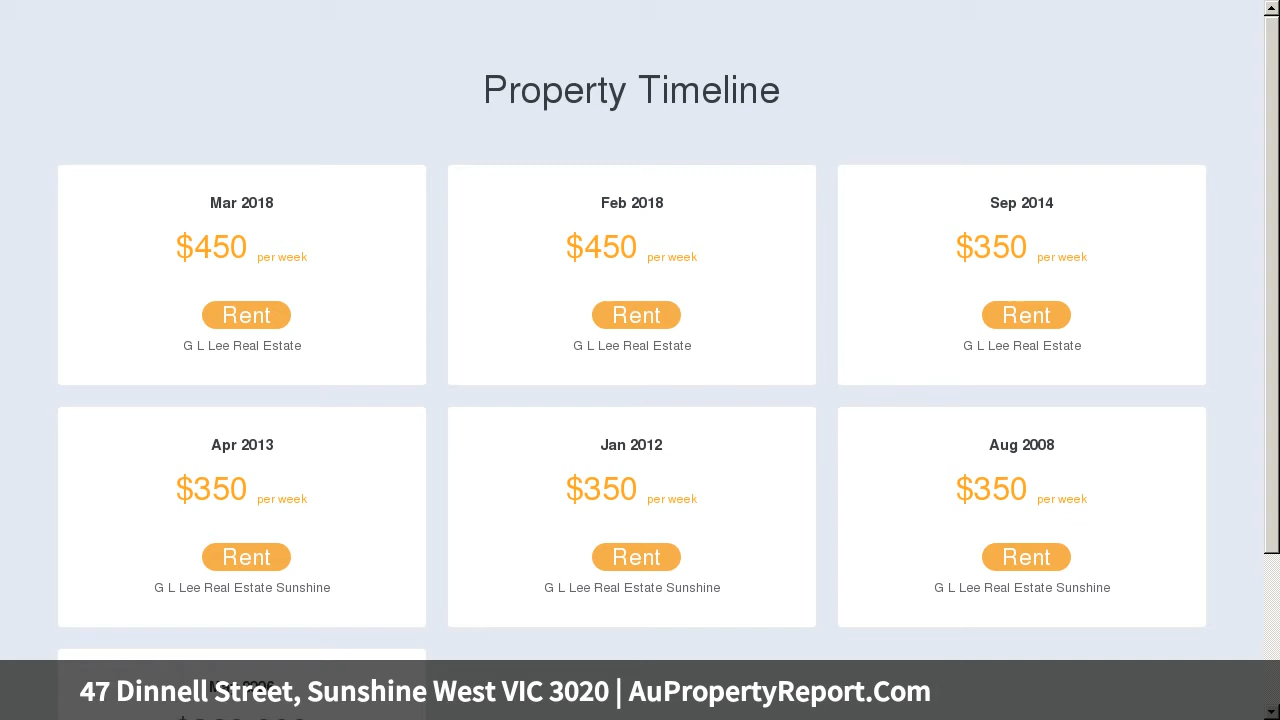 Property Timeline
Mar 2018
$450 per week
Rent
G L Lee Real Estate
Feb 2018
$450 per week
Rent
G L Lee Real Estate
Sep 2014
$350 per week
Rent
G L Lee Real Estate
Apr 2013
$350 per week
Rent
G L Lee Real Estate Sunshine
Jan 2012
$350 per week
Rent
G L Lee Real Estate Sunshine
Aug 2008
$350 per week
Rent
G L Lee Real Estate Sunshine
47 Dinnell Street, Sunshine West VIC 3020 | AuPropertyReport.Com